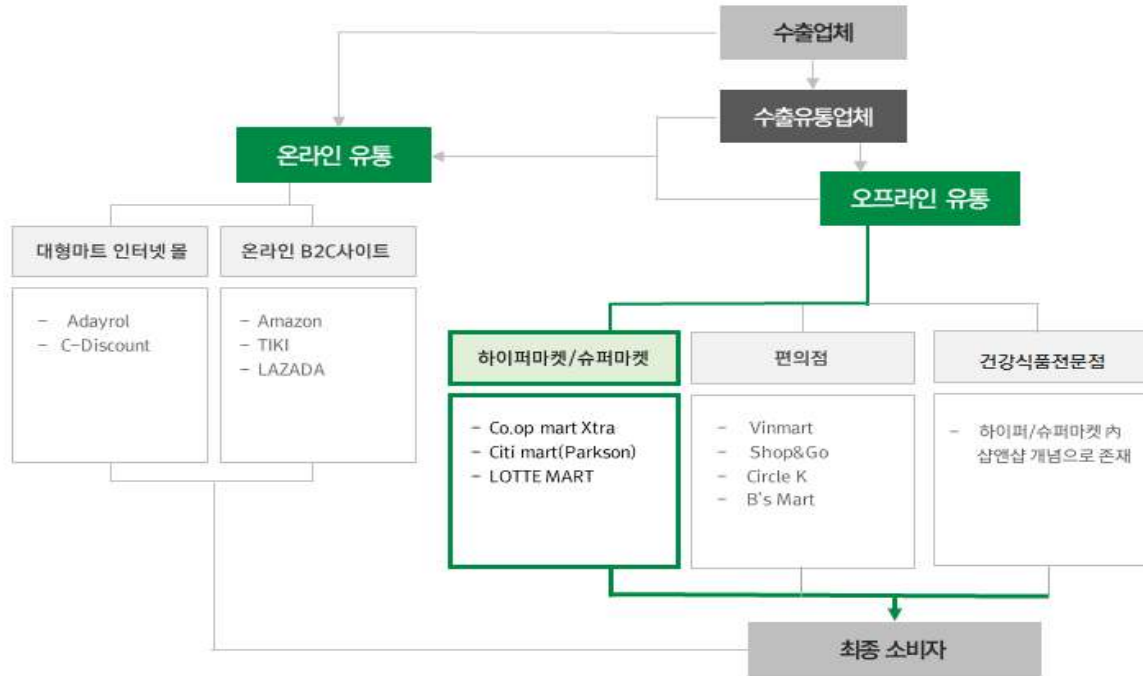 수출업체
수출유통업체
온라인 유통
오프라인 유통
대형마트 인터넷 몰
온라인 B2C사이트
- Adayrol
- C-Discount
- Amazon
- TIKI
- LAZADA
하이퍼마켓/슈퍼마켓
편의점
건강식품전문점
- Co.op mart Xtra
- Citi mart(Parkson)
- LOTTE MART
- Vinmart
- Shop&Go
- Circle K
- B's Mart
- 하이퍼/슈퍼마켓 內
샵앤샵 개념으로 존재
최종 소비자